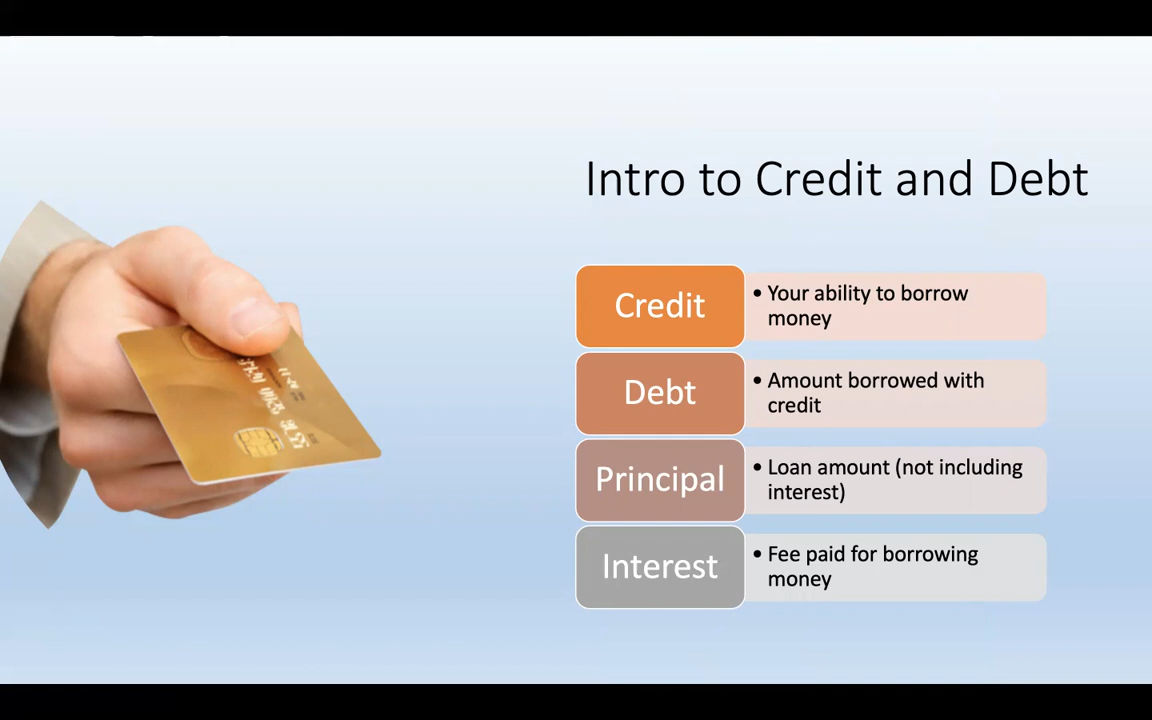 Intro to Credit and Debt
Credit
• Your ability to borrow
money
Debt
• Amount borrowed with
credit
Principal
• Loan amount (not including
interest)
Interest
• Fee paid for borrowing
money